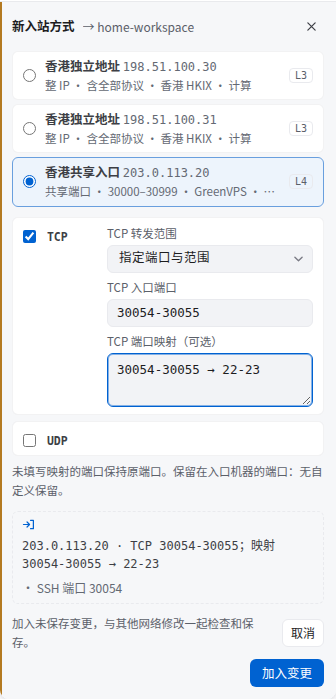 新入站方式 → home-workspace
香港独立地址 198.51.100.30
整 IP · 含全部协议 · 香港 HKIX · 计算
L3
香港独立地址 198.51.100.31
整 IP · 含全部协议 · 香港 HKIX · 计算
L3
香港共享入口 203.0.113.20
共享端口 · 30000–30999 · GreenVPS · …
L4
TCP
TCP 转发范围
指定端口与范围
TCP 入口端口
30054-30055
TCP 端口映射（可选）
30054-30055 → 22-23
UDP
未填写映射的端口保持原端口。保留在入口机器的端口：无自
定义保留。
203.0.113.20 · TCP 30054-30055；映射
30054-30055 → 22-23
· SSH 端口 30054
加入未保存变更，与其他网络修改一起检查和保
存。
取消
加入变更